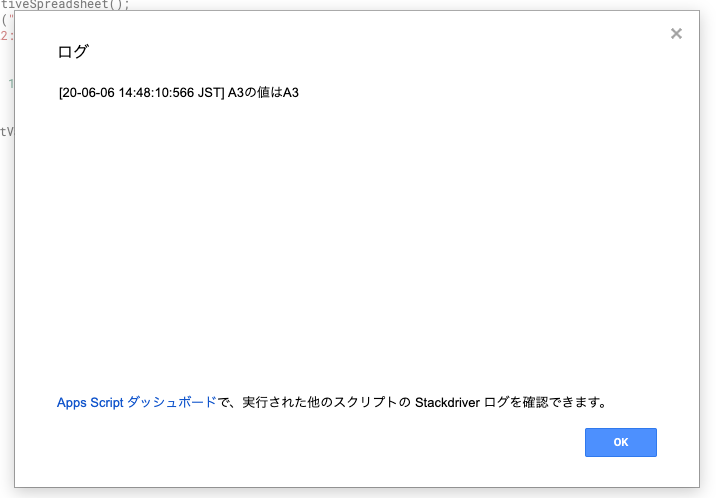 tiveSpreadsheet();
("
2:
1
tV
ログ
[20-06-06 14:48:10:566 JST] A3の値はA3
Apps Script ダッシュボードで、実行された他のスクリプトの Stackdriver ログを確認できます。
OK